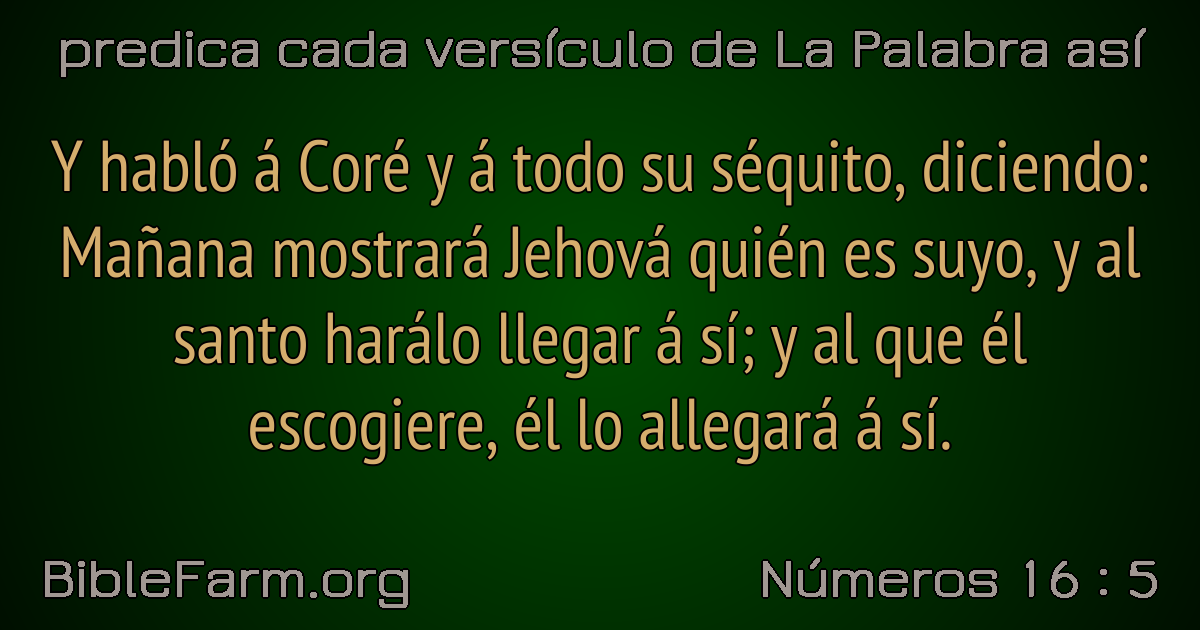 predica cada versículo de La Palabra así
Y habló á Coré y á todo su séquito, diciendo:
Mañana mostrará Jehová quién es suyo, y al
santo harálo llegar á sí; y al que él
escogiere, él lo allegará á sí.
BibleFarm.org
Números 16 : 5